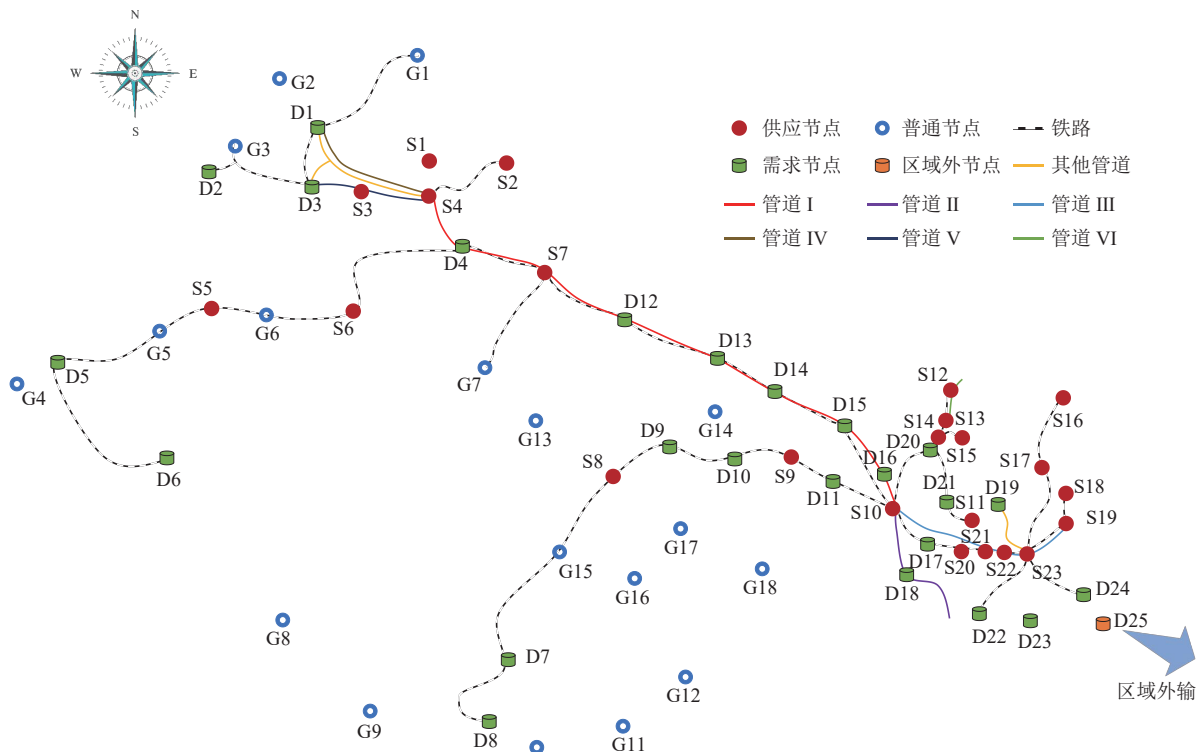 N
W
E
S
G1
G2
D1
G3
S1
S2
D2
D3
S3
S4
供应节点
普通节点
铁路
需求节点
区域外节点
其他管道
管道 I
管道 II
管道 III
管道 IV
管道 V
管道 VI
D4
S7
S5
G6
S6
G5
D12
D13
D5
G4
G7
D14
S12
S16
D15
S14
S13
G14
G13
D9
D20
S15
D6
S8
D10
S9
D16
S17
D11
D21
D19
S18
S10
S11
S19
G17
S21
G15
D17
S20
S22
S23
G16
G18
D18
D24
G8
D22
D23
D25
D7
G12
区域外输
G9
D8
G11